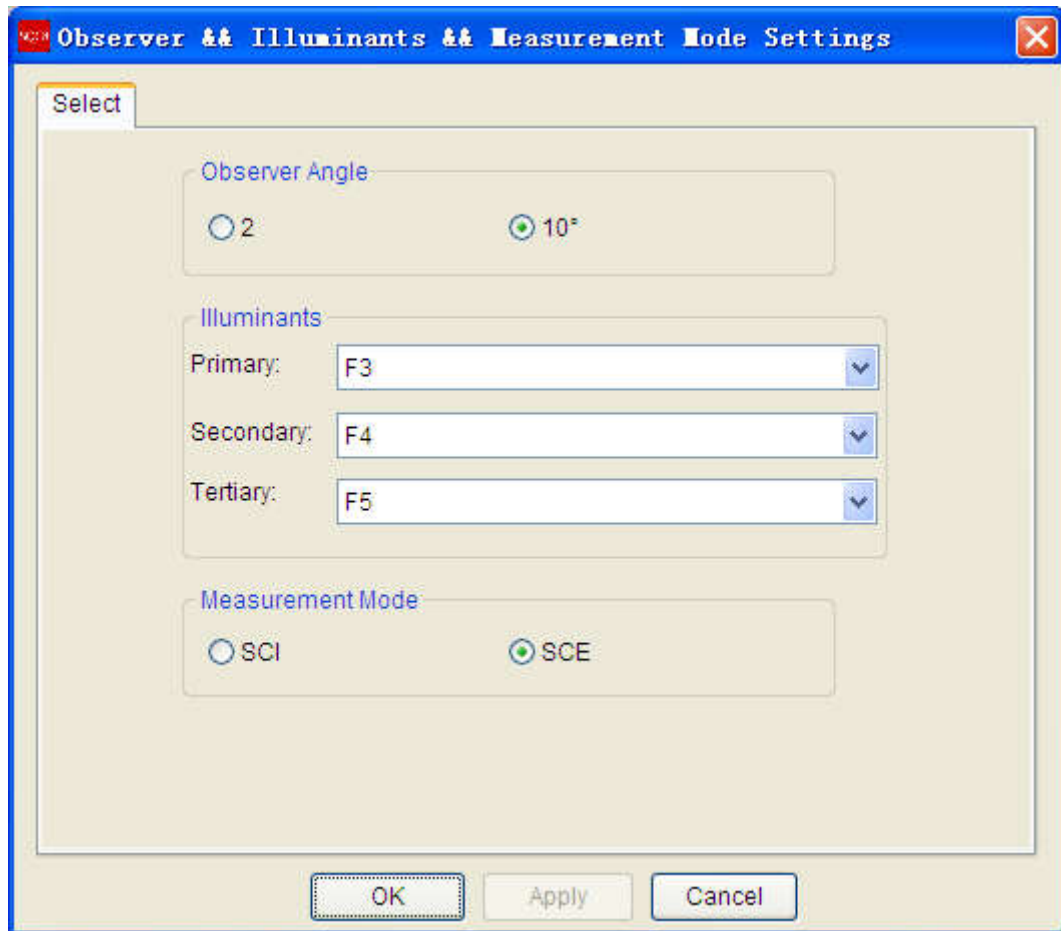 Observer && Illuminants && Measurement Mode Settings
Select
Observer Angle
2 10°
Illuminants
Primary: F3
Secondary: F4
Tertiary: F5
Measurement Mode
SCI SCE
OK Apply Cancel